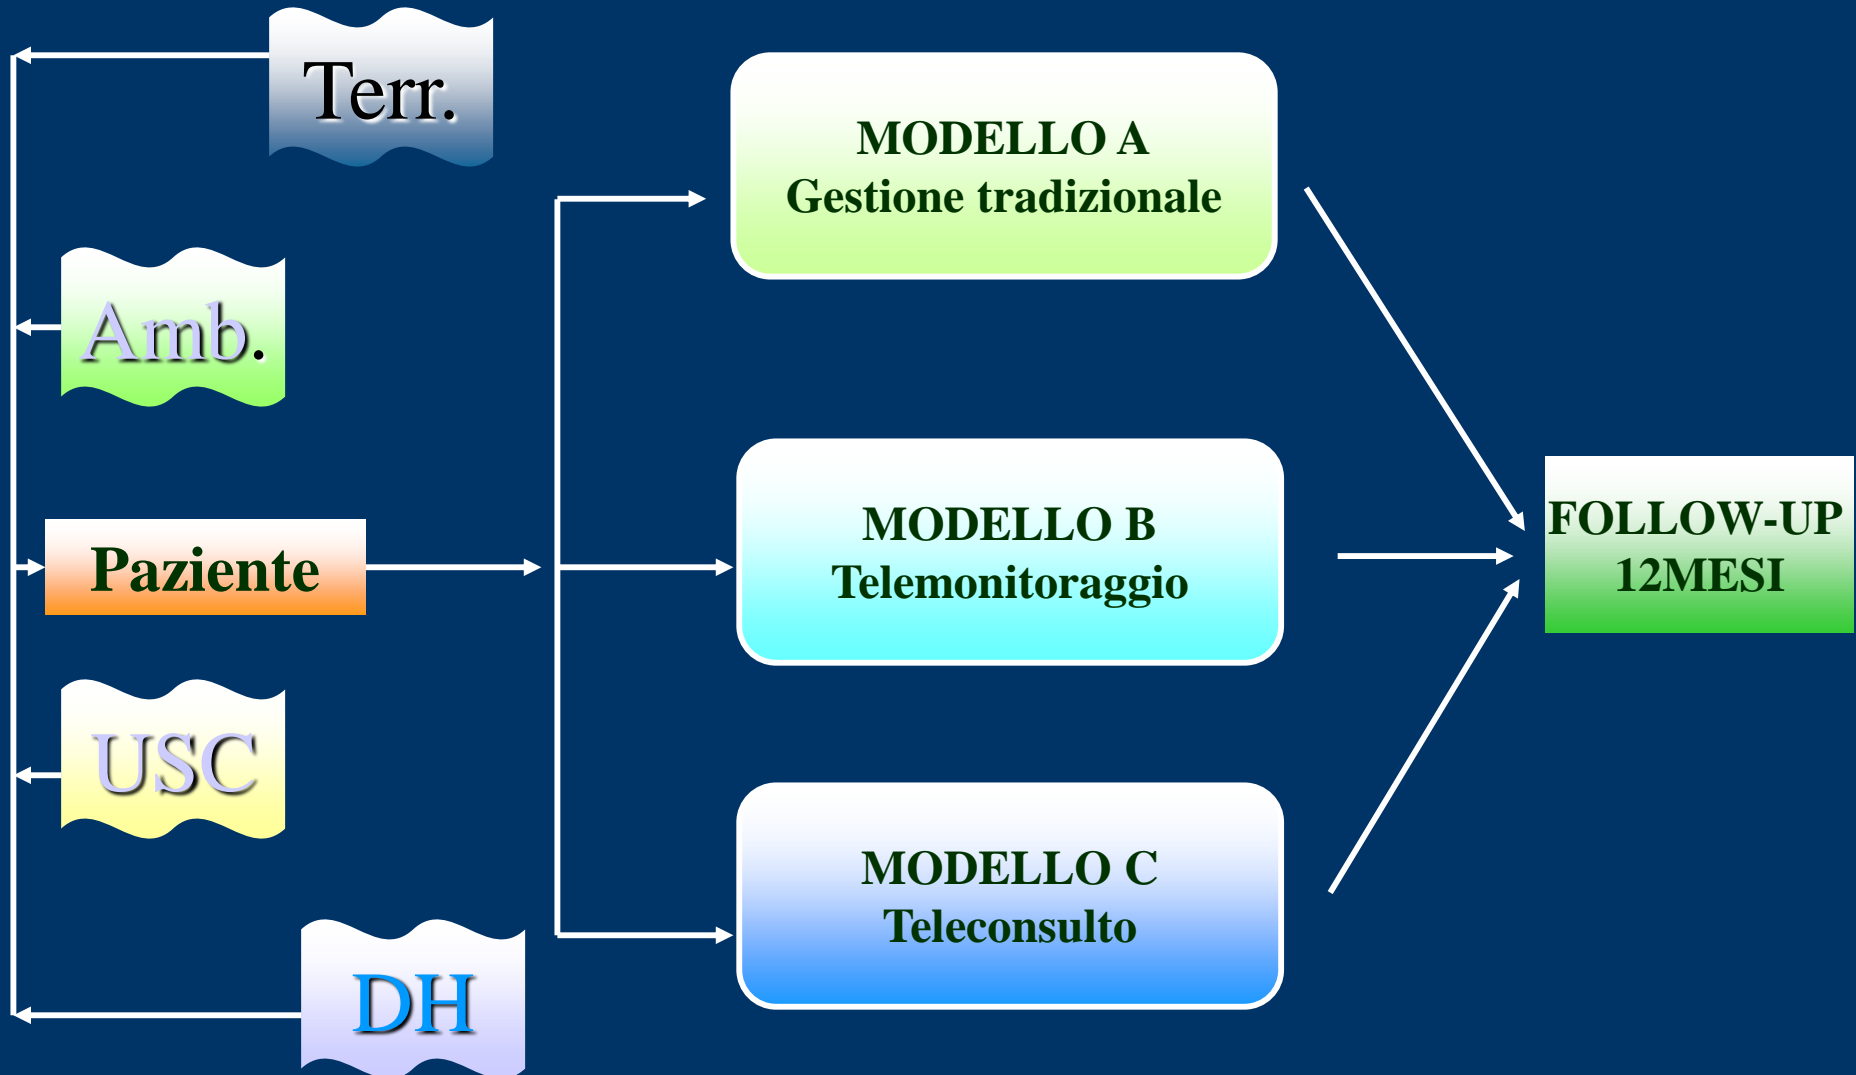 Terr.
Amb.
Paziente
USC
DH
MODELLO A
Gestione tradizionale
MODELLO B
Telemonitoraggio
MODELLO C
Teleconsulto
FOLLOW-UP
12MESI